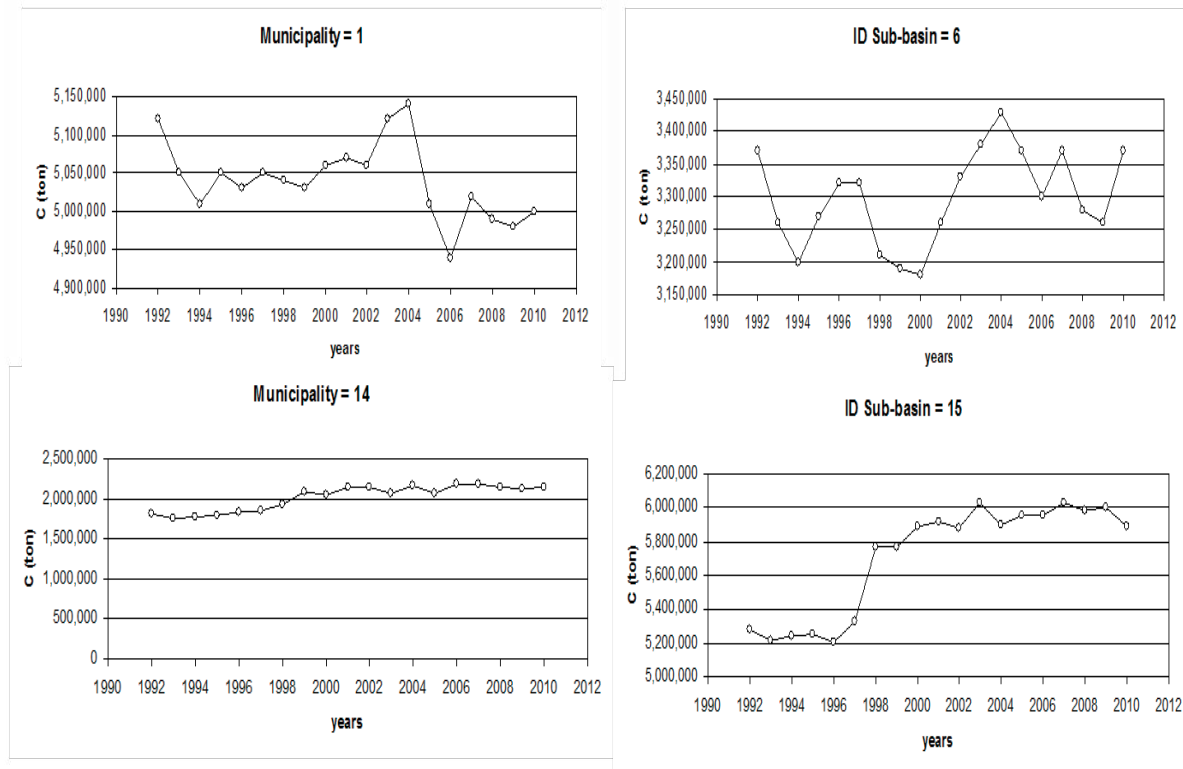 Municipality = 1
C (ton)
5,150,000
5,100,000
5,050,000
5,000,000
4,950,000
4,900,000
1990 1992 1994 1996 1998 2000 2002 2004 2006 2008 2010 2012
years
ID Sub-basin = 6
C (ton)
3,450,000
3,400,000
3,350,000
3,300,000
3,250,000
3,200,000
3,150,000
1990 1992 1994 1996 1998 2000 2002 2004 2006 2008 2010 2012
years
Municipality = 14
C (ton)
2,500,000
2,000,000
1,500,000
1,000,000
500,000
0
1990 1992 1994 1996 1998 2000 2002 2004 2006 2008 2010 2012
years
ID Sub-basin = 15
C (ton)
6,200,000
6,000,000
5,800,000
5,600,000
5,400,000
5,200,000
5,000,000
1990 1992 1994 1996 1998 2000 2002 2004 2006 2008 2010 2012
years